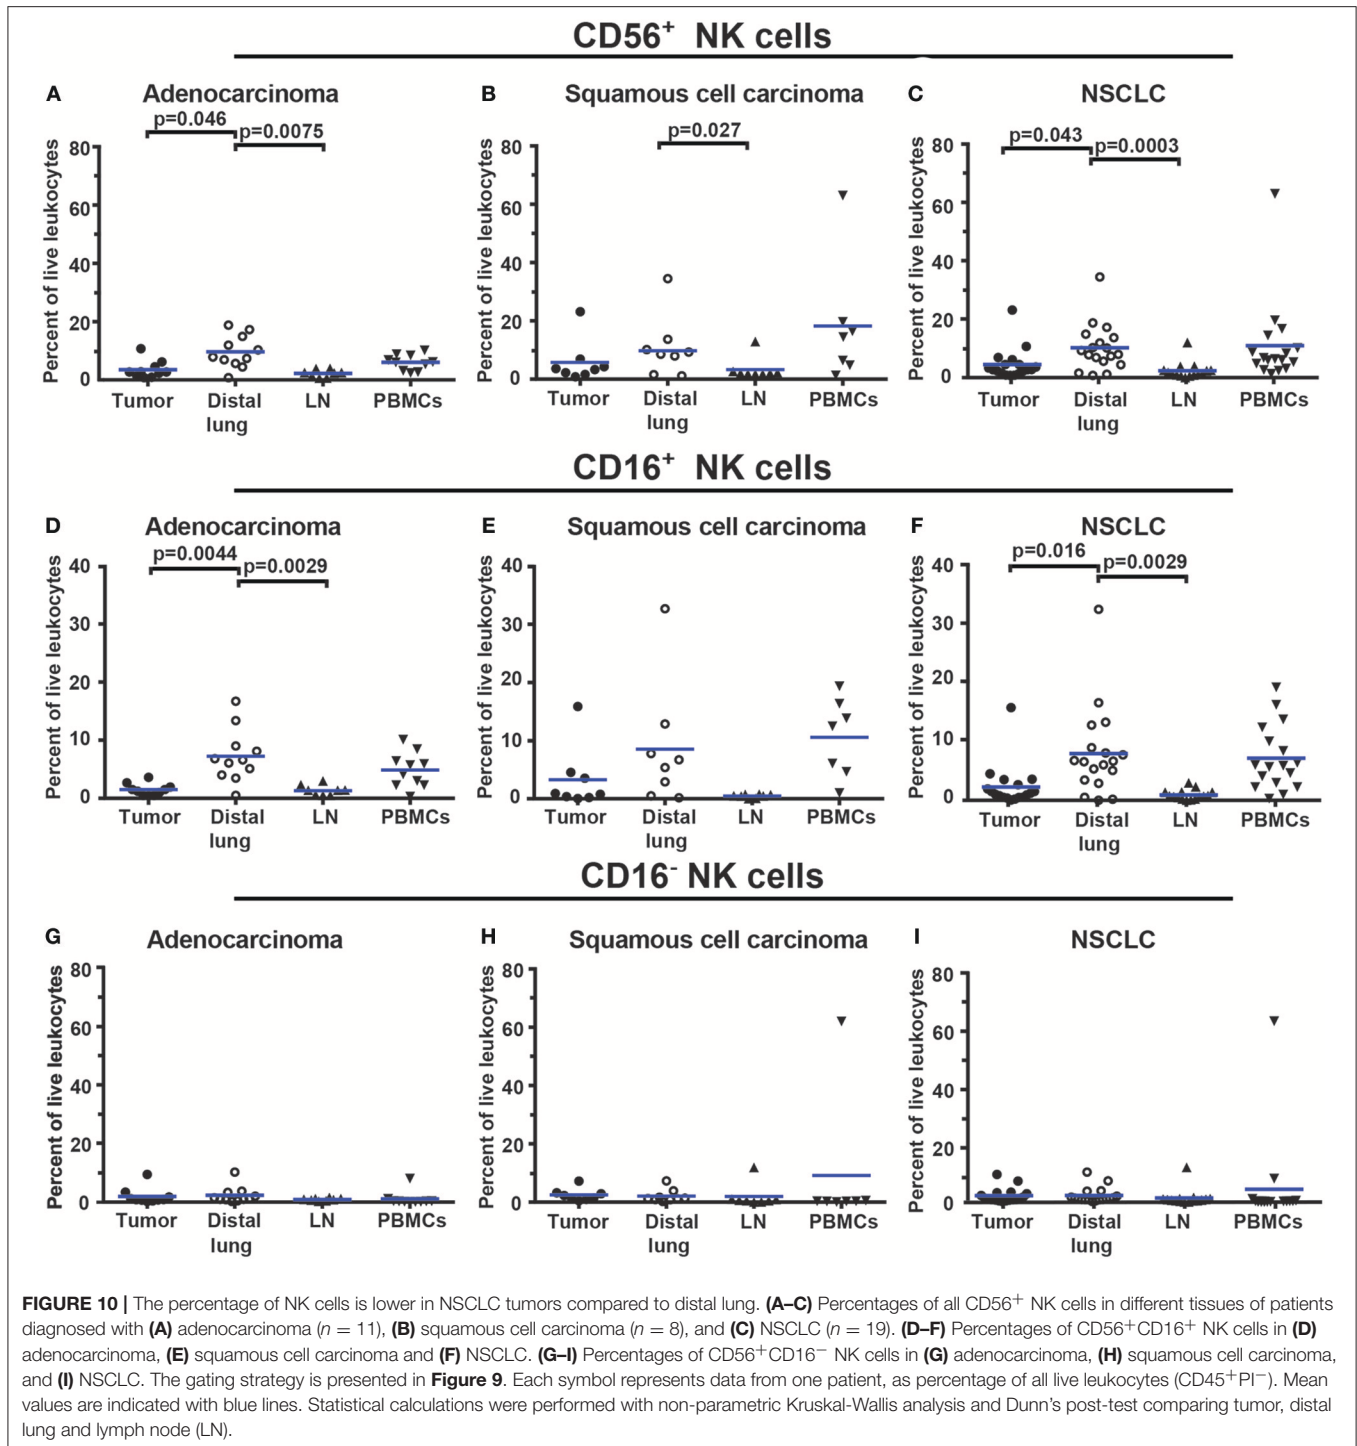 CD56+ NK cells
A Adenocarcinoma
p=0.046
p=0.0075
Percent of live leukocytes
80
60
40
20
0
Tumor Distal lung LN PBMCs
B Squamous cell carcinoma
p=0.027
Percent of live leukocytes
80
60
40
20
0
Tumor Distal lung LN PBMCs
C NSCLC
p=0.043
p=0.0003
Percent of live leukocytes
80
60
40
20
0
Tumor Distal lung LN PBMCs
CD16+ NK cells
D Adenocarcinoma
p=0.0044
p=0.0029
Percent of live leukocytes
40
30
20
10
0
Tumor Distal lung LN PBMCs
E Squamous cell carcinoma
Percent of live leukocytes
40
30
20
10
0
Tumor Distal lung LN PBMCs
F NSCLC
p=0.016
p=0.0029
Percent of live leukocytes
40
30
20
10
0
Tumor Distal lung LN PBMCs
CD16- NK cells
G Adenocarcinoma
Percent of live leukocytes
80
60
40
20
0
Tumor Distal lung LN PBMCs
H Squamous cell carcinoma
Percent of live leukocytes
80
60
40
20
0
Tumor Distal lung LN PBMCs
I NSCLC
Percent of live leukocytes
80
60
40
20
0
Tumor Distal lung LN PBMCs
FIGURE 10 | The percentage of NK cells is lower in NSCLC tumors compared to distal lung. (A–C) Percentages of all CD56+ NK cells in different tissues of patients
diagnosed with (A) adenocarcinoma (n = 11), (B) squamous cell carcinoma (n = 8), and (C) NSCLC (n = 19). (D–F) Percentages of CD56+CD16+ NK cells in (D)
adenocarcinoma, (E) squamous cell carcinoma and (F) NSCLC. (G–I) Percentages of CD56+CD16− NK cells in (G) adenocarcinoma, (H) squamous cell carcinoma,
and (I) NSCLC. The gating strategy is presented in Figure 9. Each symbol represents data from one patient, as percentage of all live leukocytes (CD45+PI−). Mean
values are indicated with blue lines. Statistical calculations were performed with non-parametric Kruskal-Wallis analysis and Dunn's post-test comparing tumor, distal
lung and lymph node (LN).